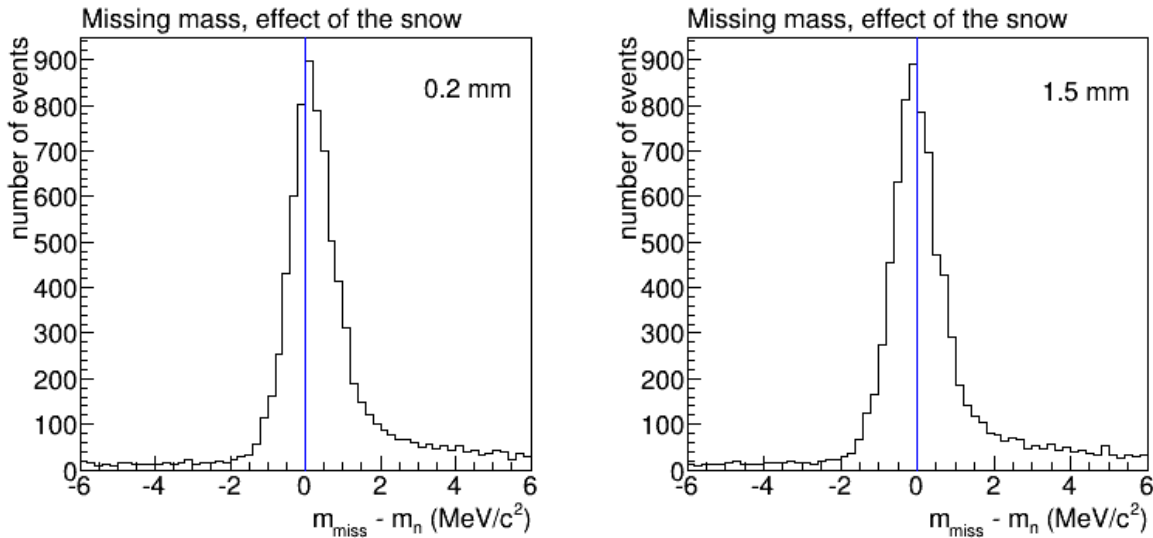 Missing mass, effect of the snow
number of events
900
800
700
600
500
400
300
200
100
0
0.2 mm
-6 -4 -2 0 2 4 6
m_miss - m_n (MeV/c²)
Missing mass, effect of the snow
number of events
900
800
700
600
500
400
300
200
100
0
1.5 mm
-6 -4 -2 0 2 4 6
m_miss - m_n (MeV/c²)